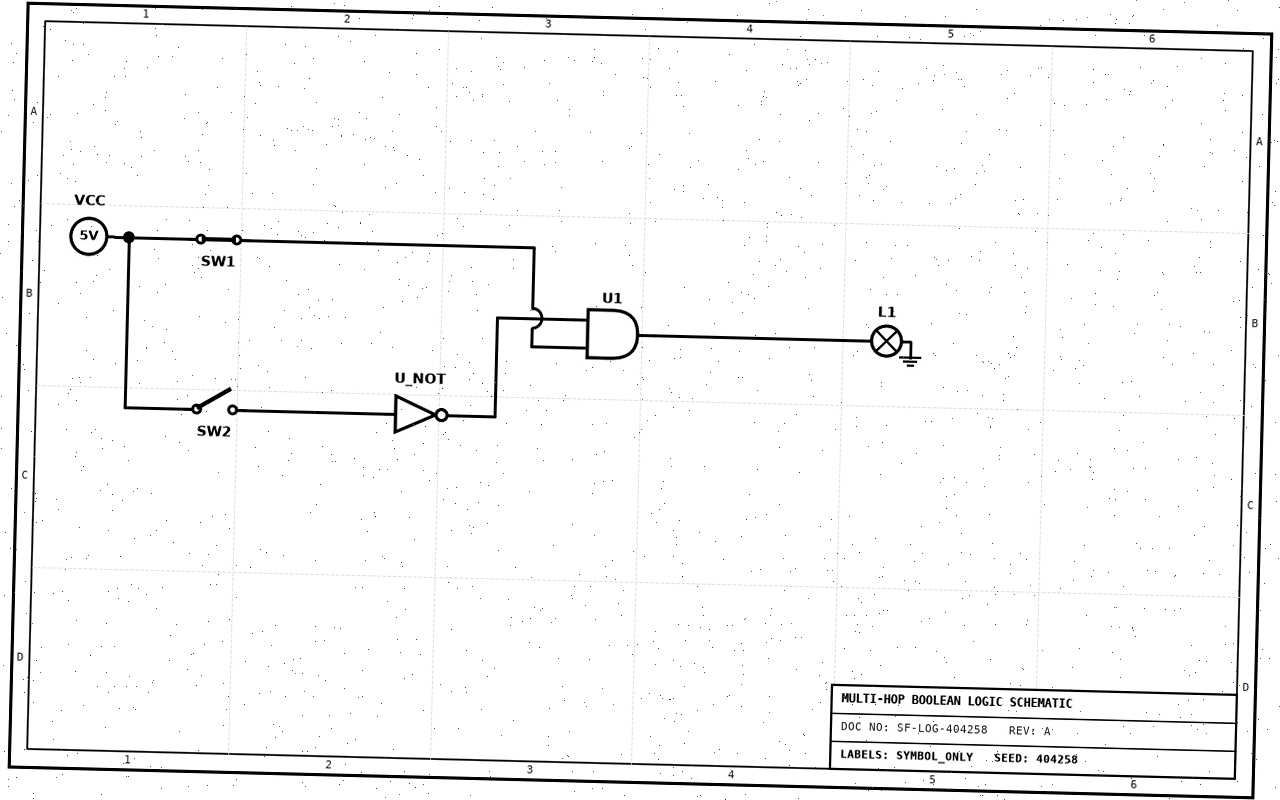 1 2 3 4 5 6
A A
VCC
5V
SW1
B B
U1
L1
U_NOT
SW2
C C
D D
MULTI-HOP BOOLEAN LOGIC SCHEMATIC
DOC NO: SF-LOG-404258 REV: A
LABELS: SYMBOL_ONLY SEED: 404258
1 2 3 4 5 6